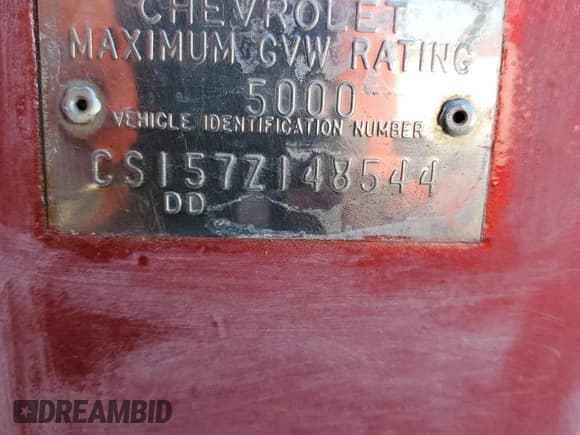 CHEVROLET
MAXIMUM GVW RATING
5000
VEHICLE IDENTIFICATION NUMBER
CS157Z148544
DD
DREAMBID